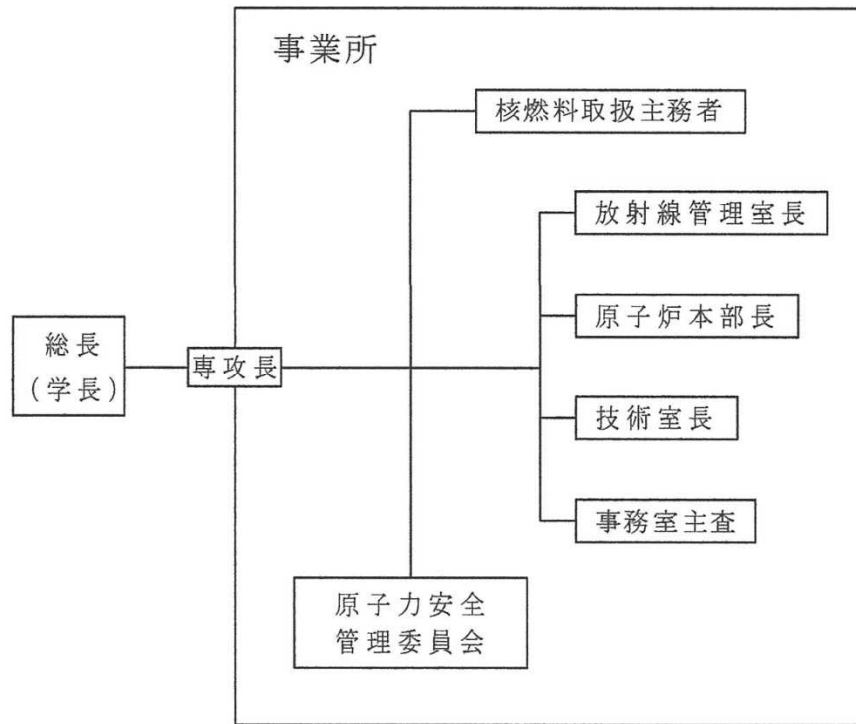 事業所
核燃料取扱主務者
放射線管理室長
原子炉本部長
総長
(学長)
専攻長
技術室長
事務室主査
原子力安全
管理委員会